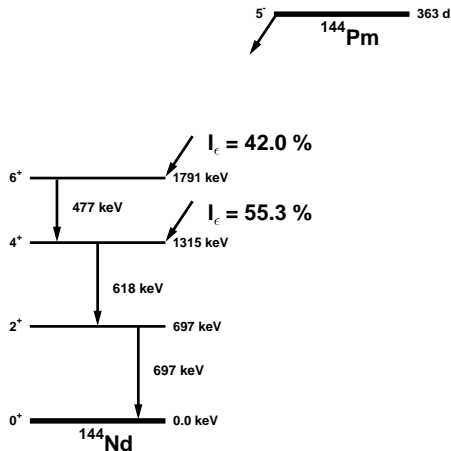 5⁻ 363 d
¹⁴⁴Pm
I_ϵ = 42.0 %
6⁺ 1791 keV
477 keV
I_ϵ = 55.3 %
4⁺ 1315 keV
618 keV
2⁺ 697 keV
697 keV
0⁺ 0.0 keV
¹⁴⁴Nd